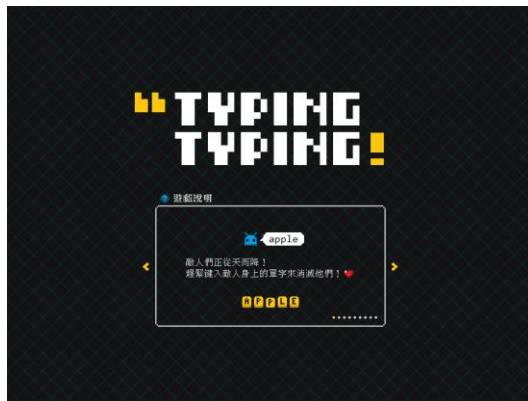 “TYPING
TYPING!
遊戲說明
apple
敵人們正從天而降！
趕緊鍵入敵人身上的單字來消滅他們！
APPLE